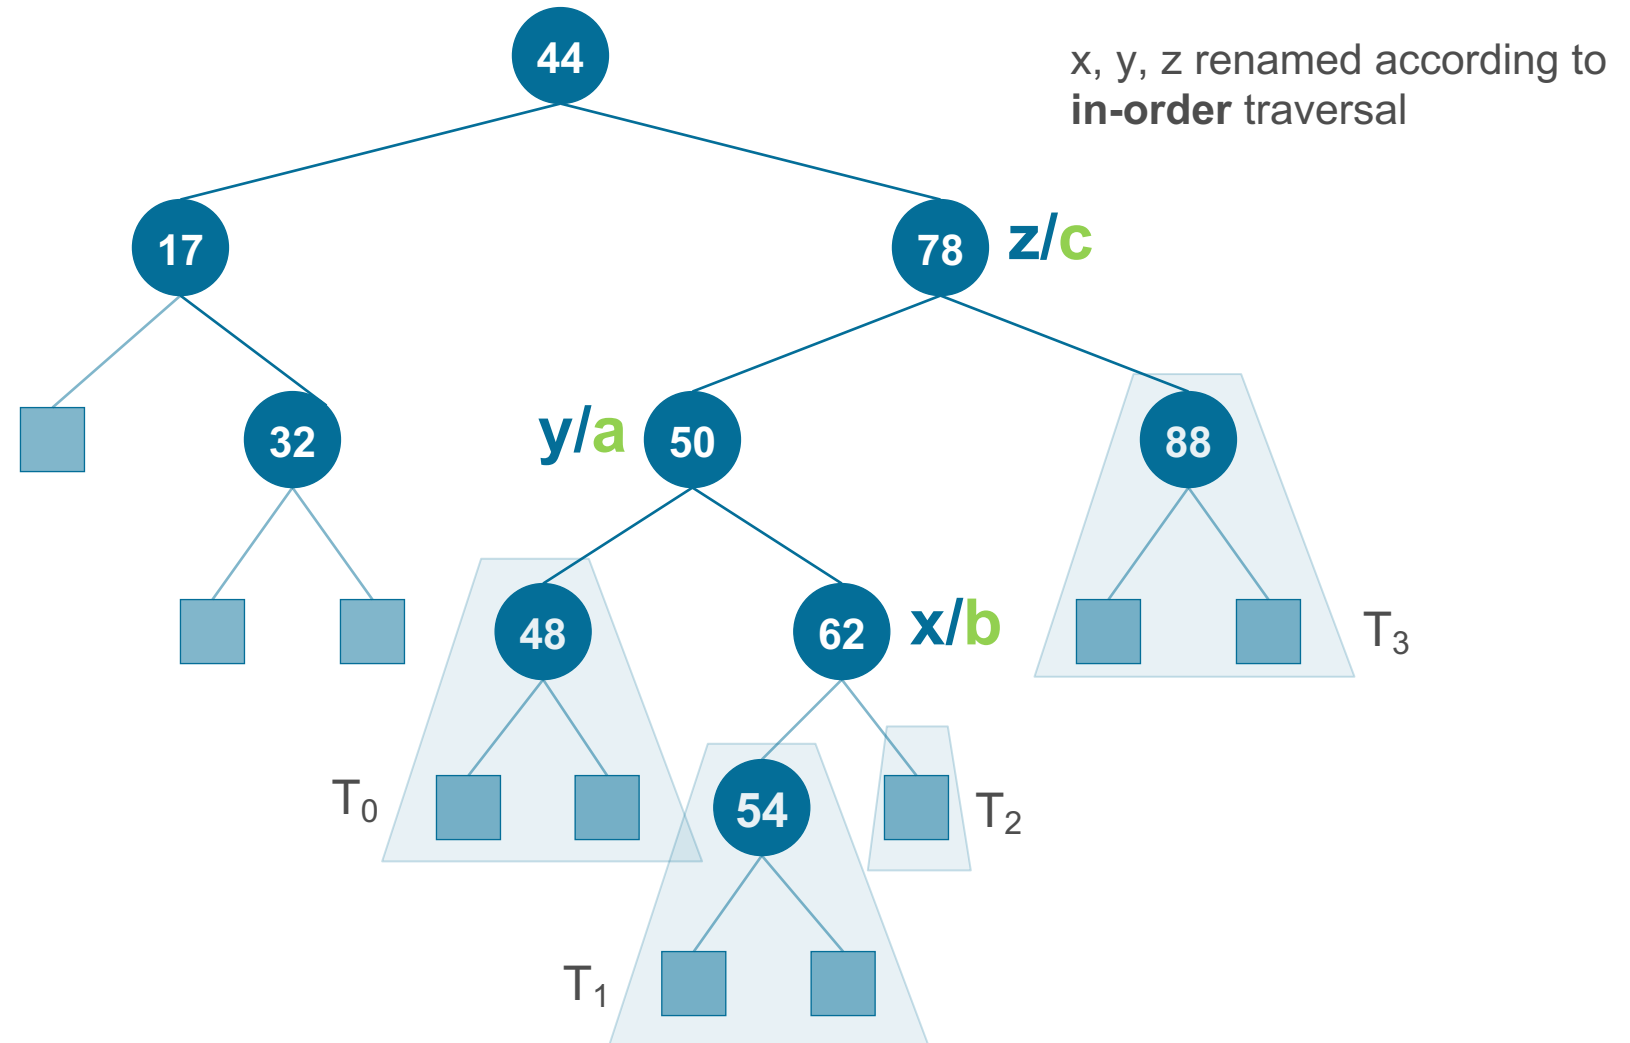 44
x, y, z renamed according to
in-order traversal
17
78 z/c
32
y/a 50
88
48
62 x/b
T3
T0
54
T2
T1